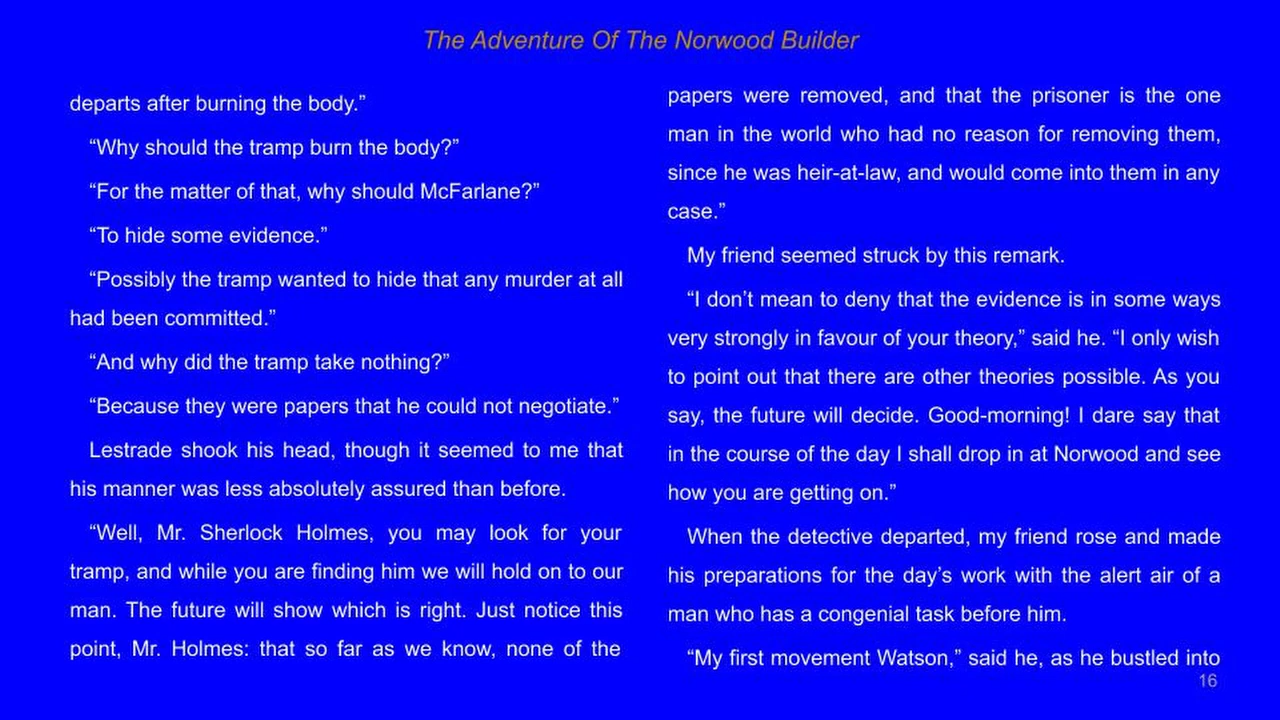 The Adventure Of The Norwood Builder
departs after burning the body.”
“Why should the tramp burn the body?”
“For the matter of that, why should McFarlane?”
“To hide some evidence.”
“Possibly the tramp wanted to hide that any murder at all
had been committed.”
“And why did the tramp take nothing?”
“Because they were papers that he could not negotiate.”
Lestrade shook his head, though it seemed to me that
his manner was less absolutely assured than before.
“Well, Mr. Sherlock Holmes, you may look for your
tramp, and while you are finding him we will hold on to our
man. The future will show which is right. Just notice this
point, Mr. Holmes: that so far as we know, none of the
papers were removed, and that the prisoner is the one
man in the world who had no reason for removing them,
since he was heir-at-law, and would come into them in any
case.”
My friend seemed struck by this remark.
“I don’t mean to deny that the evidence is in some ways
very strongly in favour of your theory,” said he. “I only wish
to point out that there are other theories possible. As you
say, the future will decide. Good-morning! I dare say that
in the course of the day I shall drop in at Norwood and see
how you are getting on.”
When the detective departed, my friend rose and made
his preparations for the day’s work with the alert air of a
man who has a congenial task before him.
“My first movement Watson,” said he, as he bustled into
16